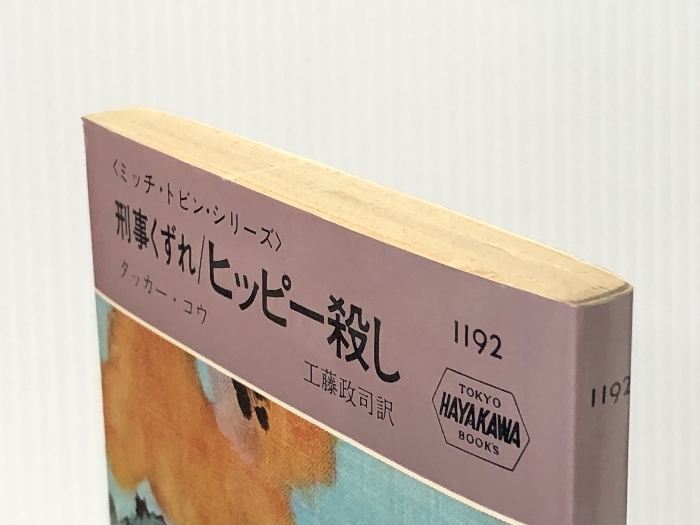 〈ミッチ・トビン・シリーズ〉
刑事くずれ/ヒッピー殺し
タッカー・コウ
工藤政司訳
1192
TOKYO
HAYAKAWA
BOOKS
1192